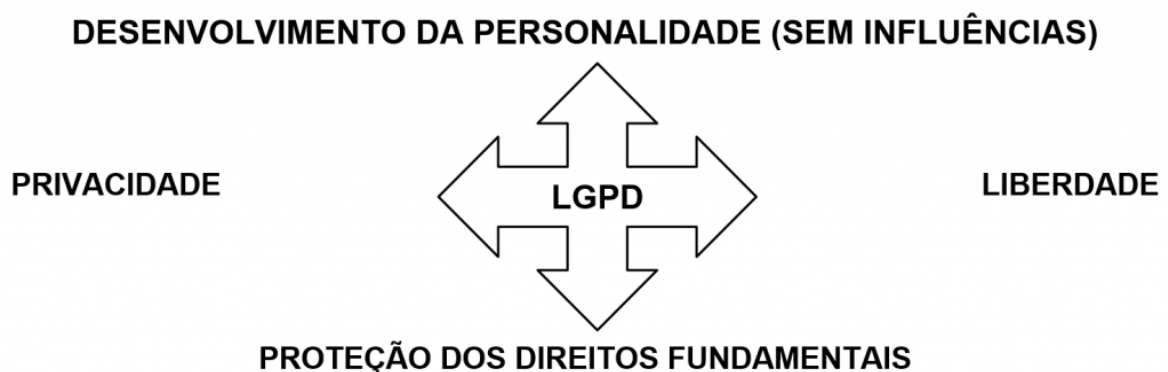 DESENVOLVIMENTO DA PERSONALIDADE (SEM INFLUÊNCIAS)
PRIVACIDADE
LGPD
LIBERDADE
PROTEÇÃO DOS DIREITOS FUNDAMENTAIS